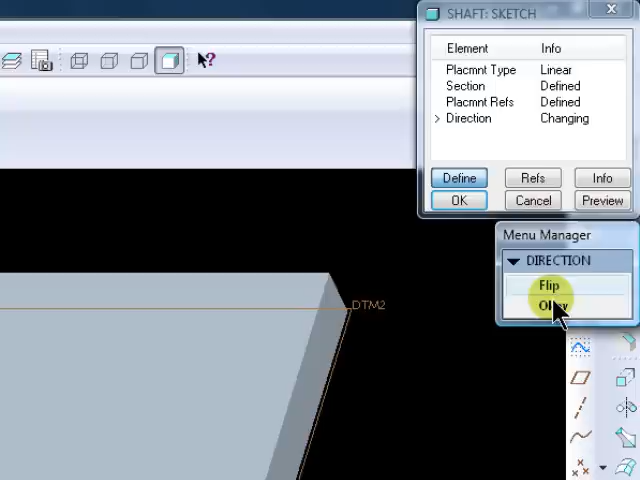 SHAFT: SKETCH
Element Info
Placmnt Type Linear
Section Defined
Placmnt Refs Defined
> Direction Changing
Define Refs Info
OK Cancel Preview
Menu Manager
DIRECTION
Flip
DTM2